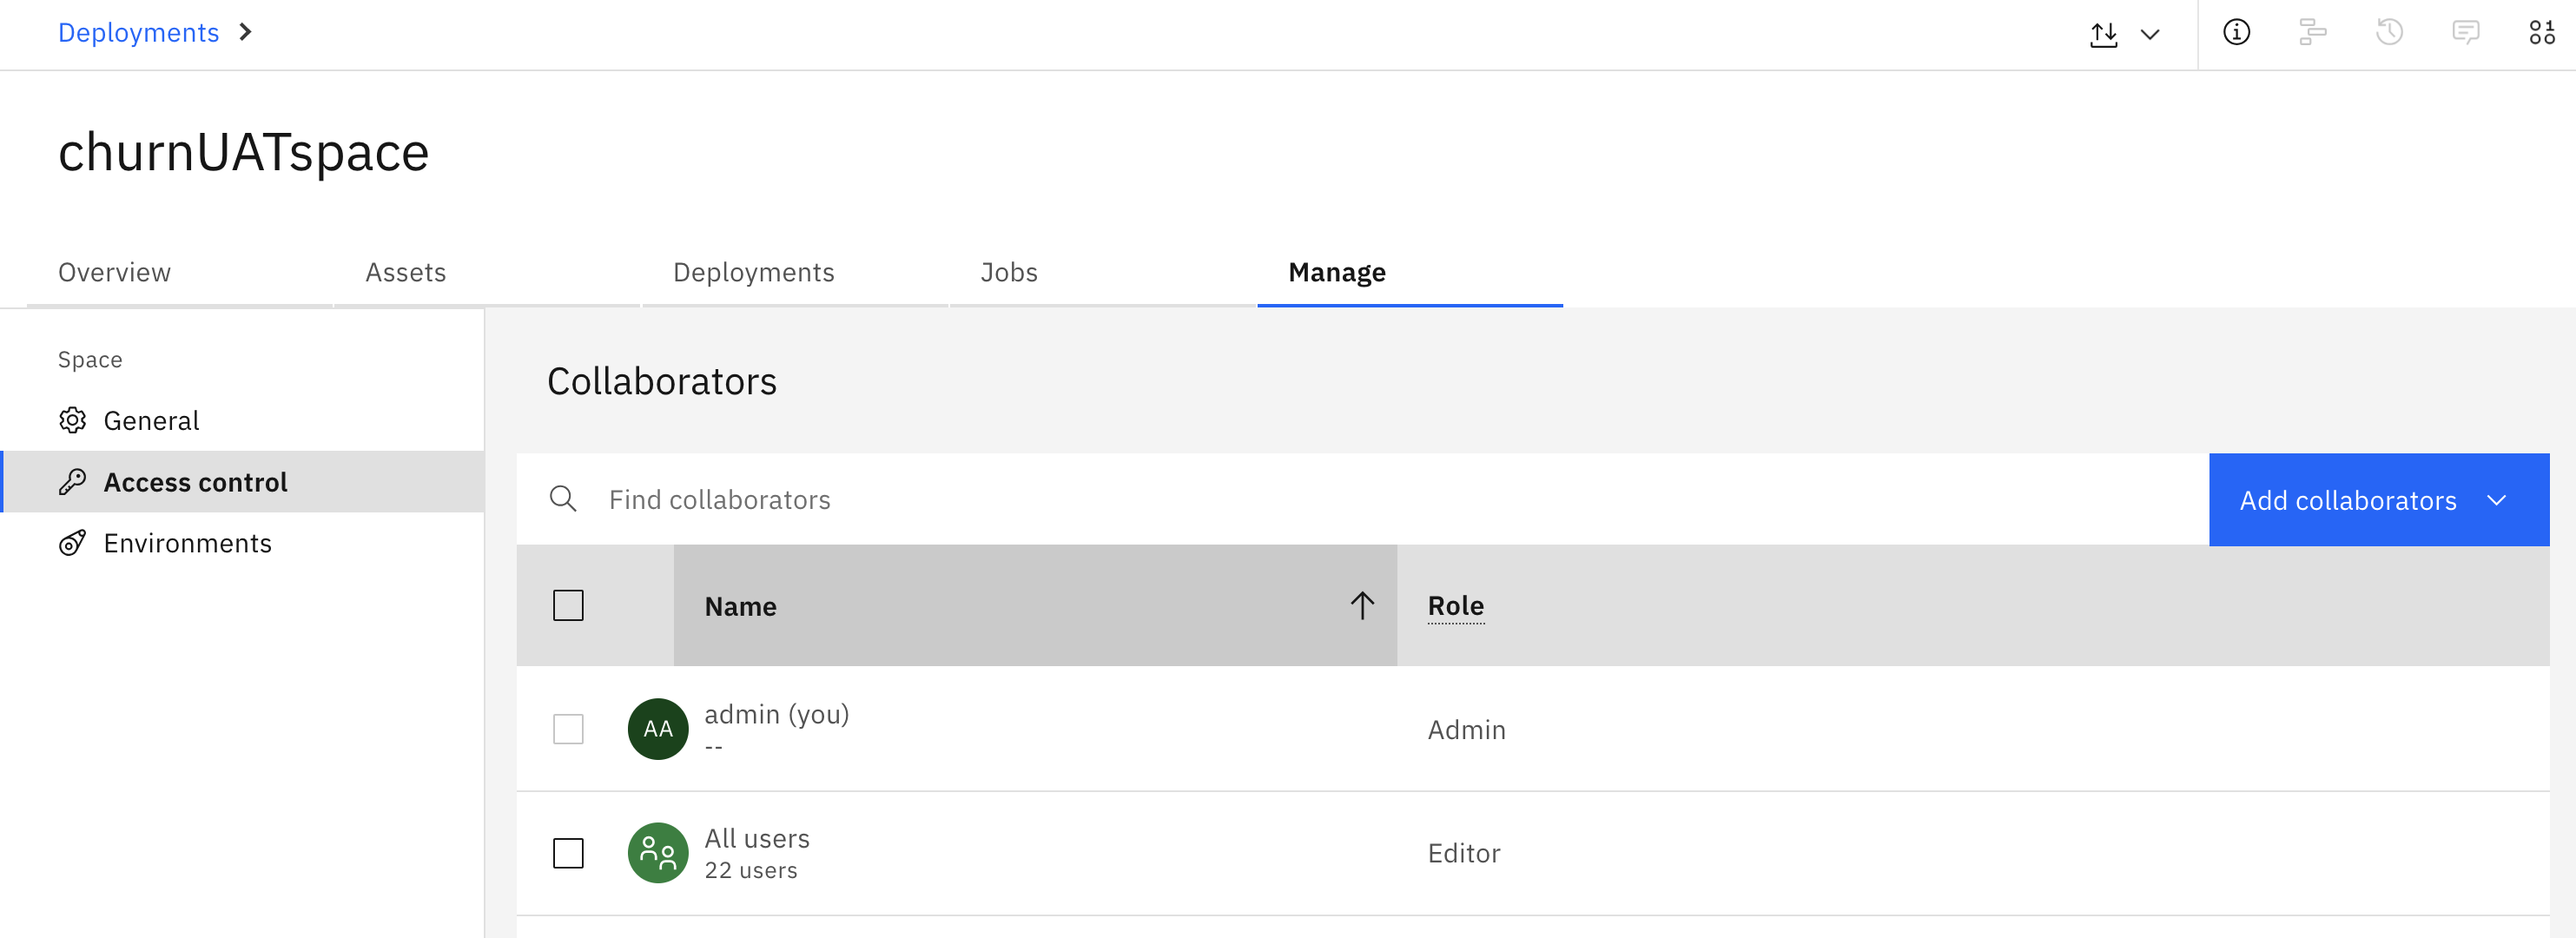 Deployments
churnUATspace
Overview
Assets
Deployments
Jobs
Manage
Space
General
Access control
Environments
Collaborators
Find collaborators
Add collaborators
Name
Role
AA
admin (you)
--
Admin
All users
22 users
Editor